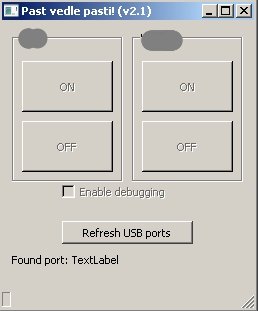 Past vedle pasti! (v2.1)
ON ON
OFF OFF
Enable debugging
Refresh USB ports
Found port: TextLabel